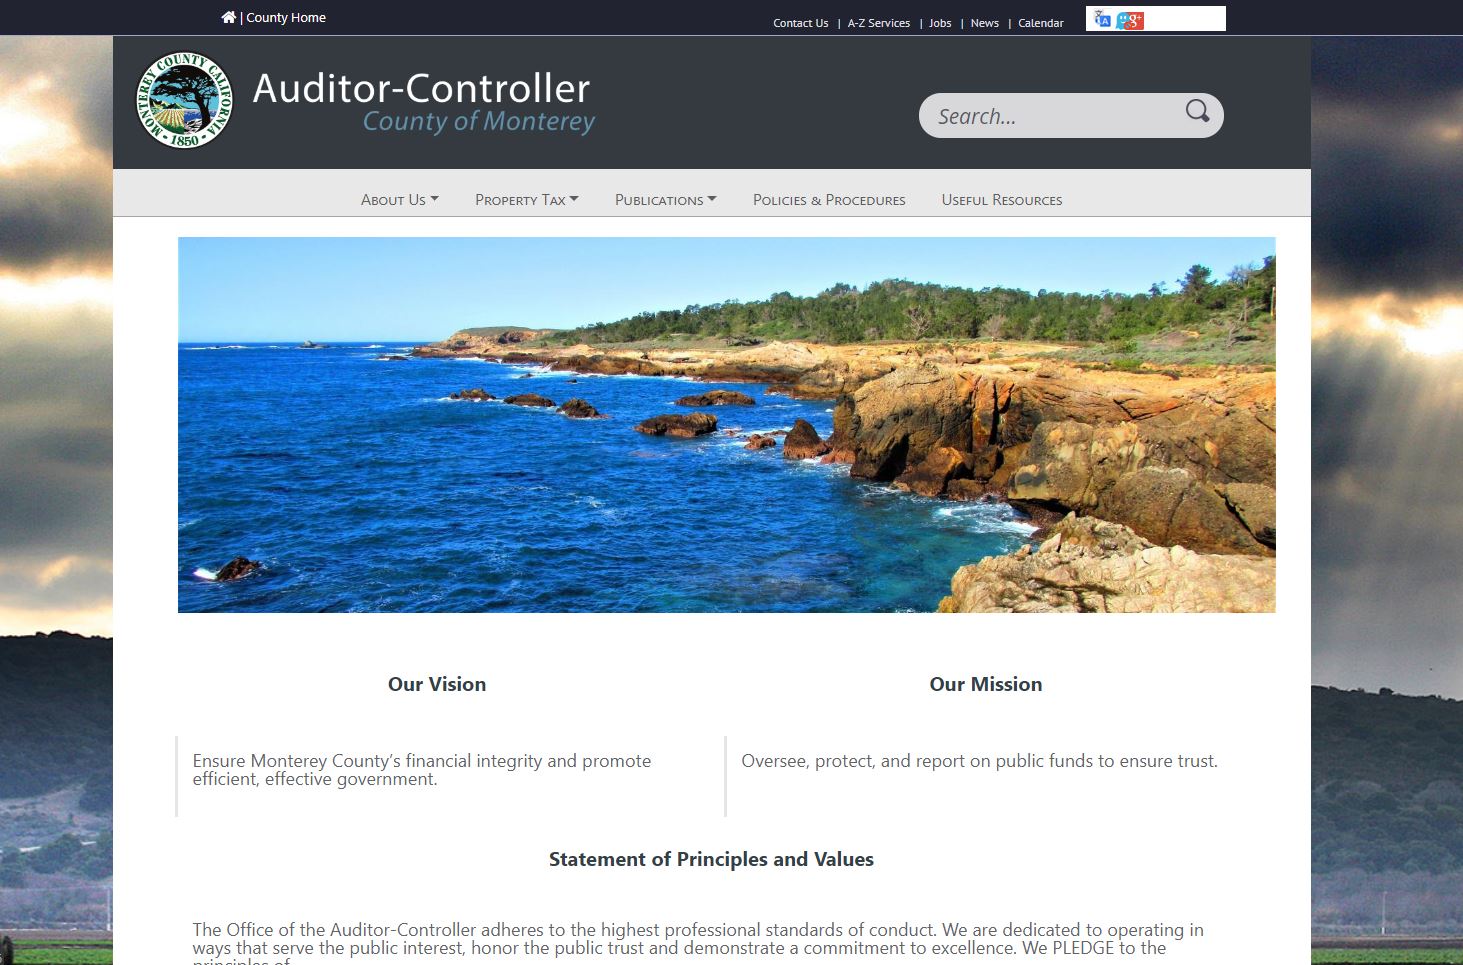 | County Home
Contact Us | A-Z Services | Jobs | News | Calendar
MONTEREY COUNTY CALIFORNIA
· 1850 ·
Auditor-Controller
County of Monterey
Search...
About Us
Property Tax
Publications
Policies & Procedures
Useful Resources
Our Vision
Our Mission
Ensure Monterey County’s financial integrity and promote
efficient, effective government.
Oversee, protect, and report on public funds to ensure trust.
Statement of Principles and Values
The Office of the Auditor-Controller adheres to the highest professional standards of conduct. We are dedicated to operating in
ways that serve the public interest, honor the public trust and demonstrate a commitment to excellence. We PLEDGE to the
principles of